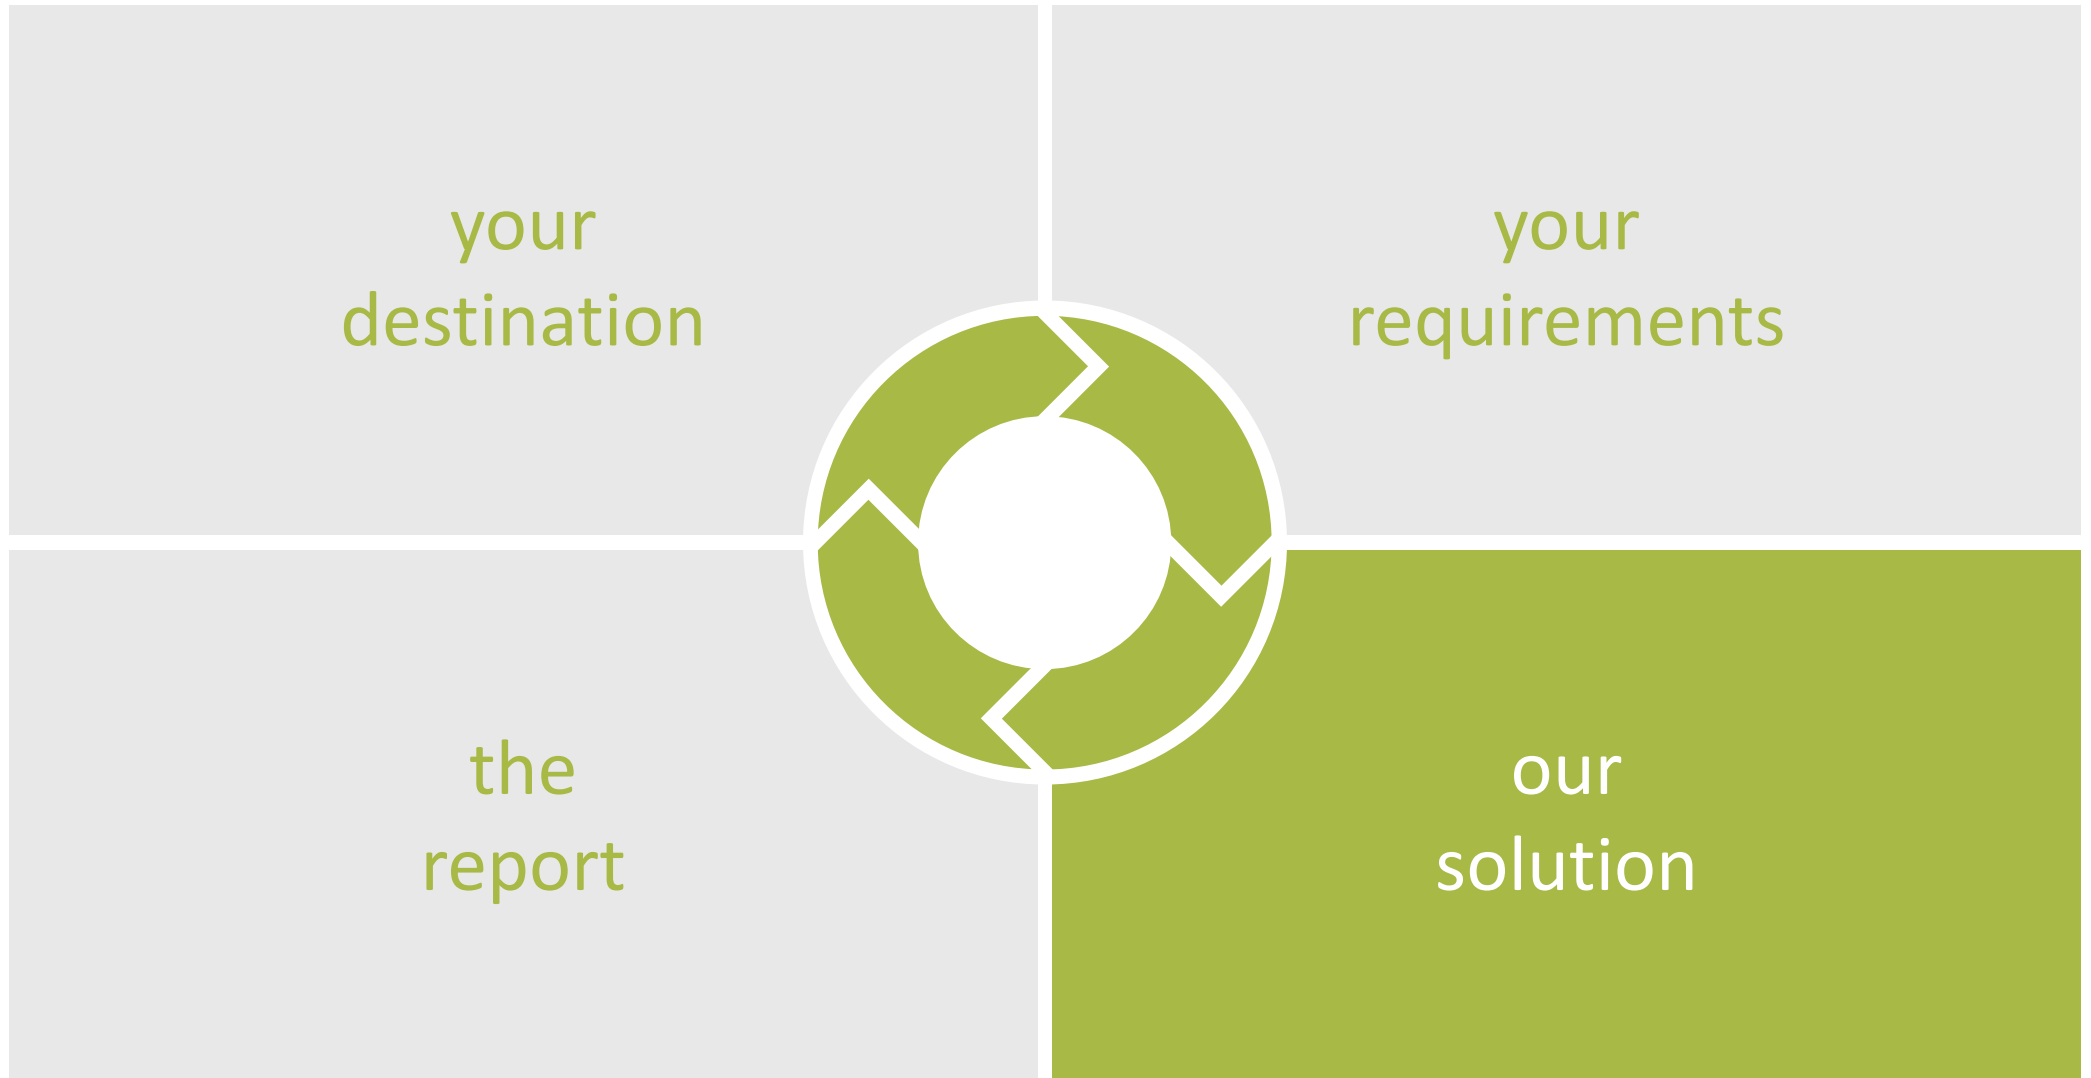 your
destination
your
requirements
the
report
our
solution